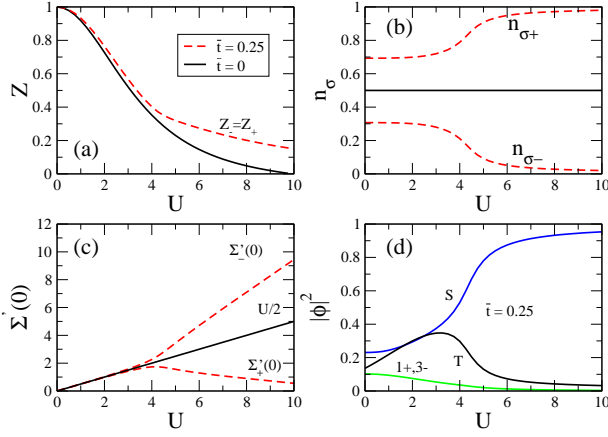 1
0.8
0.6
0.4
0.2
0
Z
t̄ = 0.25
t̄ = 0
Z₋=Z₊
(a)
0 2 4 6 8 10
U
1
0.8
0.6
0.4
0.2
0
n_σ
(b)
n_σ+
n_σ−
0 2 4 6 8 10
U
12
10
8
6
4
2
0
Σ'(0)
(c)
Σ'₋(0)
U/2
Σ'₊(0)
0 2 4 6 8 10
U
1
0.8
0.6
0.4
0.2
0
|ϕ|²
(d)
S
t̄ = 0.25
1+,3-
T
0 2 4 6 8 10
U